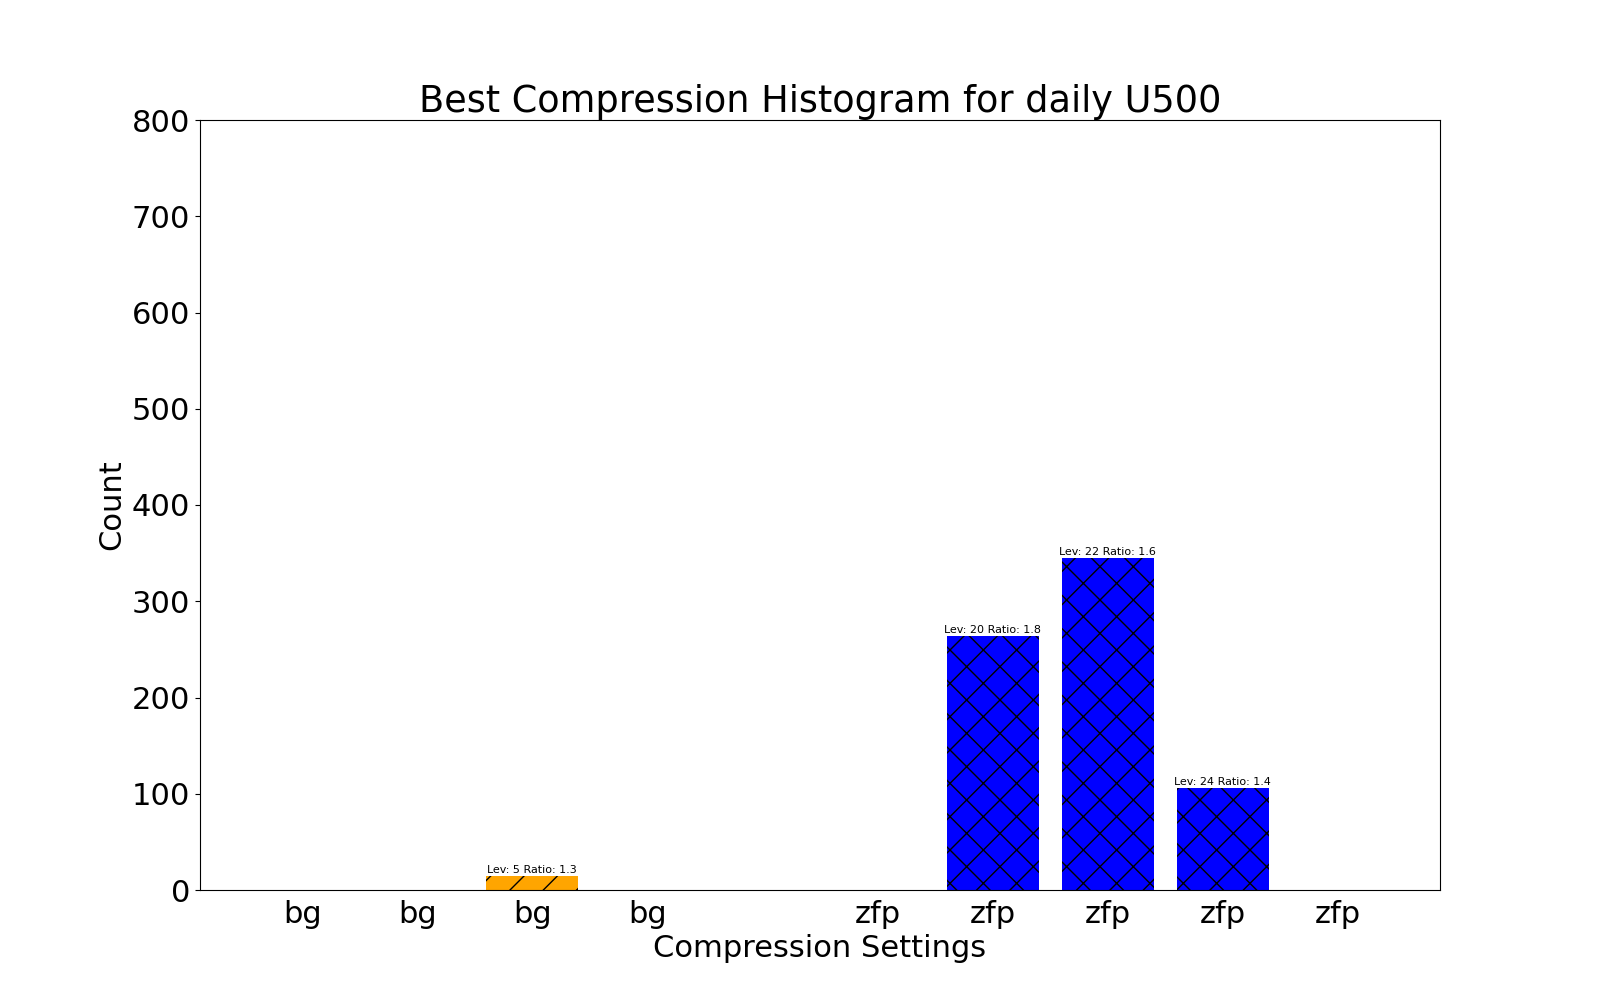 Best Compression Histogram for daily U500
800
700
600
500
400
300
200
100
0
Count
Lev: 5 Ratio: 1.3
Lev: 20 Ratio: 1.8
Lev: 22 Ratio: 1.6
Lev: 24 Ratio: 1.4
bg bg bg bg zfp zfp zfp zfp zfp
Compression Settings